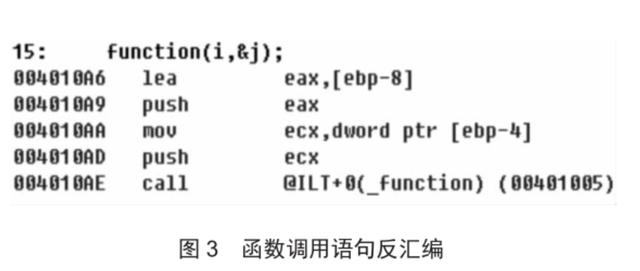 15:      function(i,&j);
004010A6   lea         eax,[ebp-8]
004010A9   push        eax
004010AA   mov         ecx,dword ptr [ebp-4]
004010AD   push        ecx
004010AE   call        @ILT+0(_function) (00401005)
图 3　函数调用语句反汇编